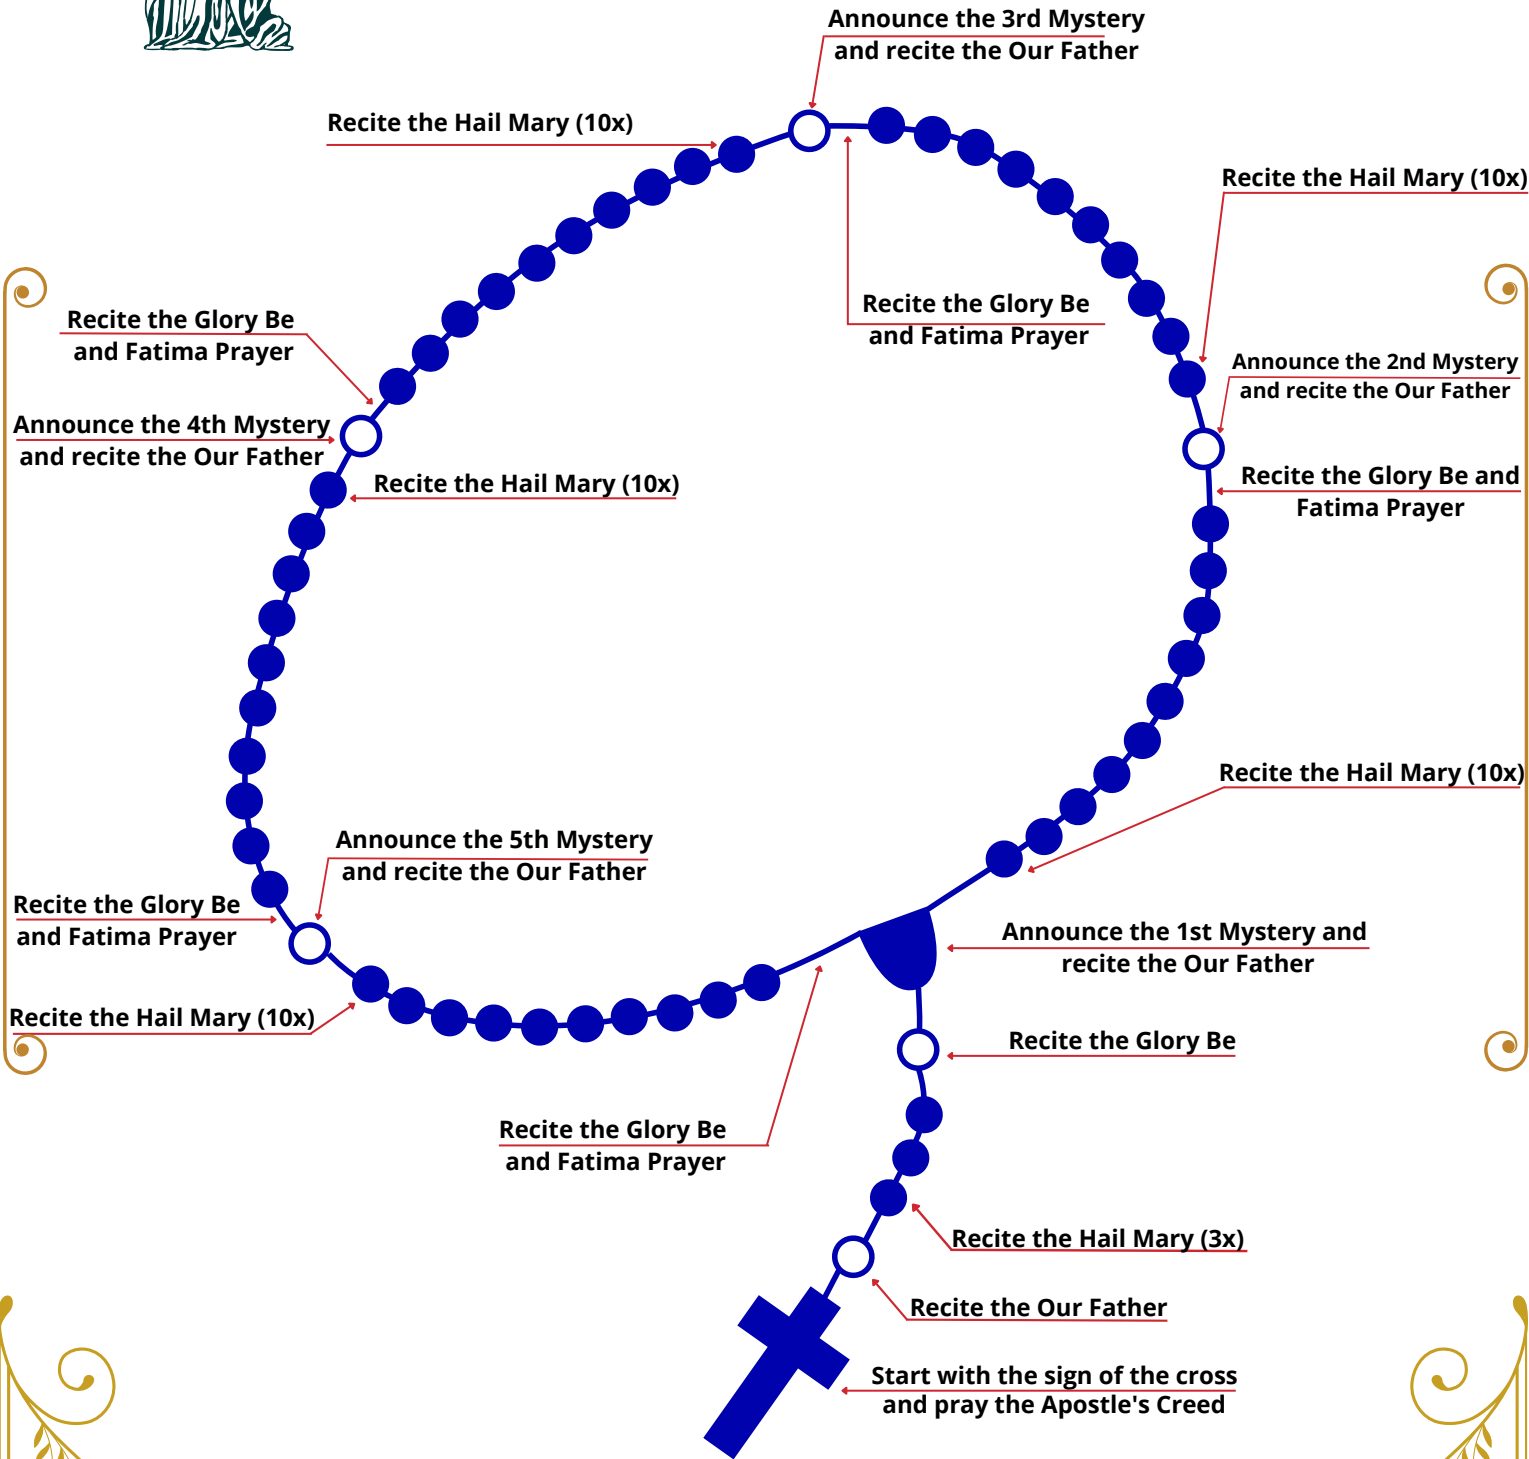 Announce the 3rd Mystery
and recite the Our Father
Recite the Hail Mary (10x)
Recite the Hail Mary (10x)
Recite the Glory Be
and Fatima Prayer
Recite the Glory Be
and Fatima Prayer
Announce the 2nd Mystery
and recite the Our Father
Announce the 4th Mystery
and recite the Our Father
Recite the Hail Mary (10x)
Recite the Glory Be and
Fatima Prayer
Recite the Hail Mary (10x)
Announce the 5th Mystery
and recite the Our Father
Recite the Glory Be
and Fatima Prayer
Announce the 1st Mystery and
recite the Our Father
Recite the Hail Mary (10x)
Recite the Glory Be
Recite the Glory Be
and Fatima Prayer
Recite the Hail Mary (3x)
Recite the Our Father
Start with the sign of the cross
and pray the Apostle's Creed